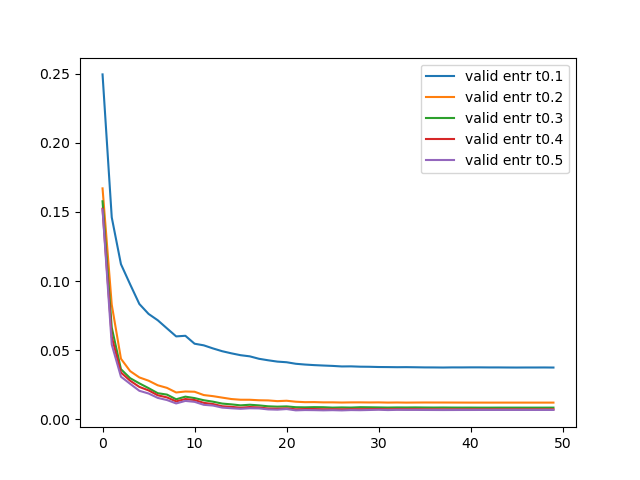 0.25
0.20
0.15
0.10
0.05
0.00
0 10 20 30 40 50
valid entr t0.1
valid entr t0.2
valid entr t0.3
valid entr t0.4
valid entr t0.5